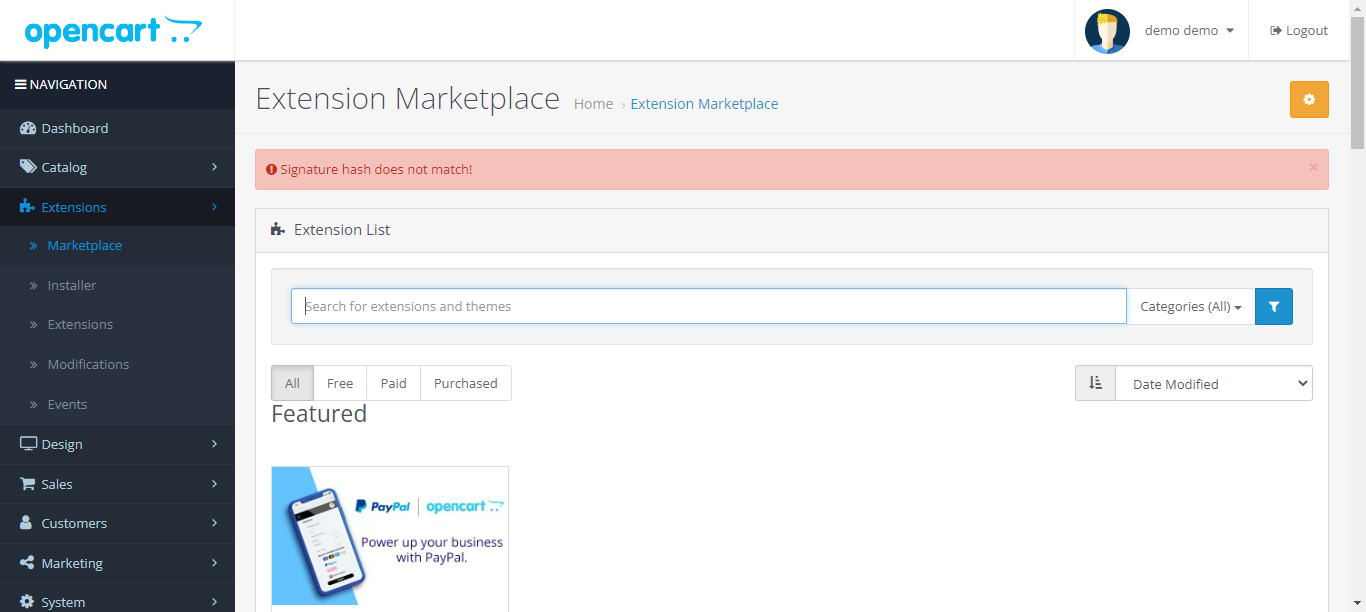 opencart
demo demo
Logout
NAVIGATION
Dashboard
Catalog
Extensions
Marketplace
Installer
Extensions
Modifications
Events
Design
Sales
Customers
Marketing
System
Extension Marketplace
Home › Extension Marketplace
Signature hash does not match!
×
Extension List
Search for extensions and themes
Categories (All)
All Free Paid Purchased
Date Modified
Featured
PayPal | opencart
Power up your business
with PayPal.